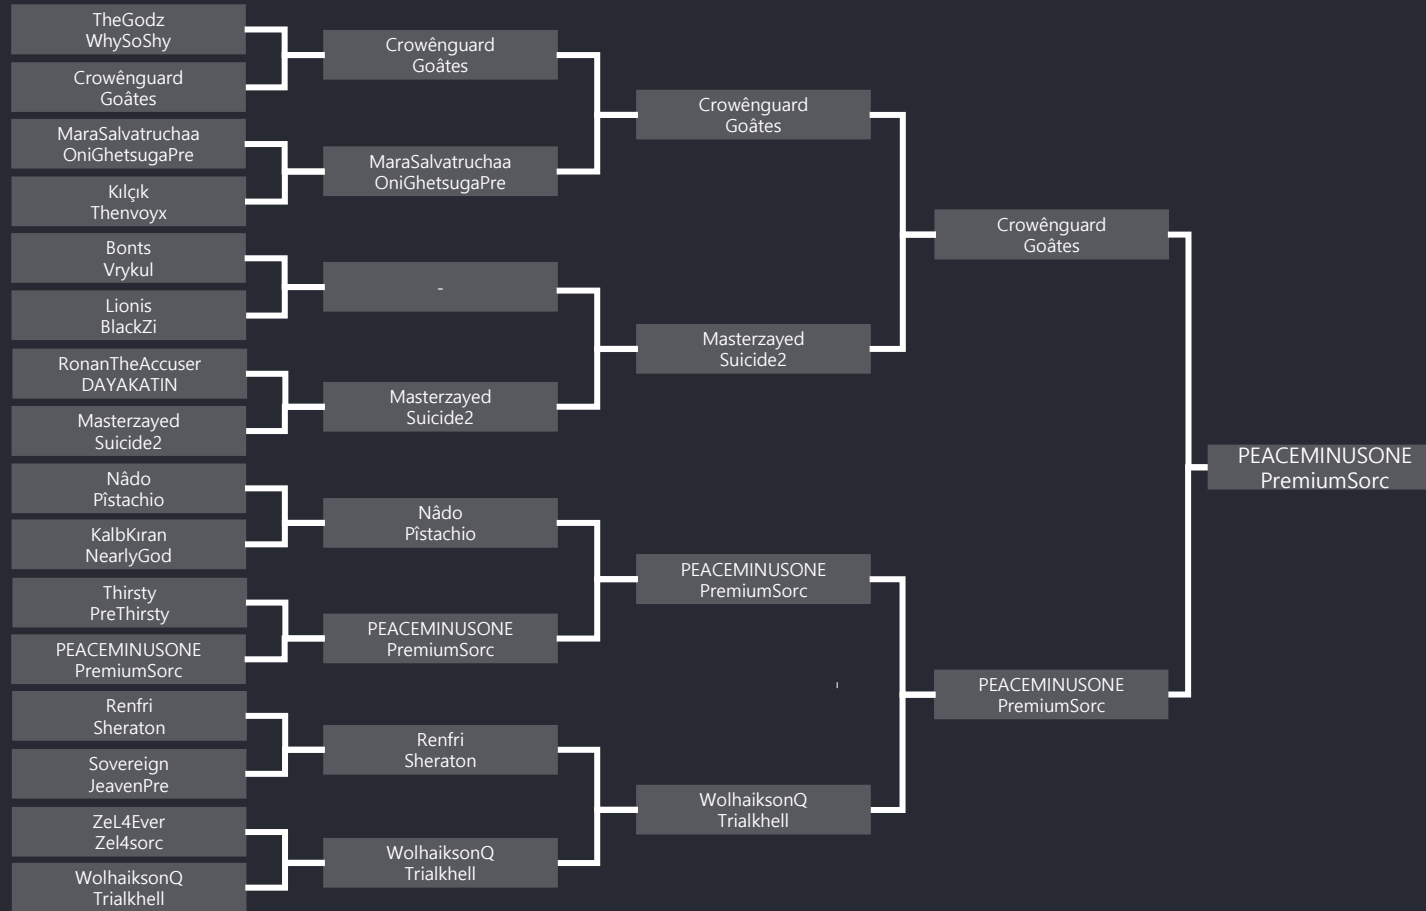 TheGodz
WhySoShy
Crowênguard
Goâtes
MaraSalvatruchaa
OniGhetsugaPre
Kılçık
Thenvoyx
Bonts
Vrykul
Lionis
BlackZi
RonanTheAccuser
DAYAKATIN
Masterzayed
Suicide2
Nâdo
Pîstachio
KalbKıran
NearlyGod
Thirsty
PreThirsty
PEACEMINUSONE
PremiumSorc
Renfri
Sheraton
Sovereign
JeavenPre
ZeL4Ever
Zel4sorc
WolhaiksonQ
Trialkhell
Crowênguard
Goâtes
MaraSalvatruchaa
OniGhetsugaPre
-
Masterzayed
Suicide2
Nâdo
Pîstachio
PEACEMINUSONE
PremiumSorc
Renfri
Sheraton
WolhaiksonQ
Trialkhell
Crowênguard
Goâtes
Masterzayed
Suicide2
PEACEMINUSONE
PremiumSorc
WolhaiksonQ
Trialkhell
Crowênguard
Goâtes
PEACEMINUSONE
PremiumSorc
PEACEMINUSONE
PremiumSorc